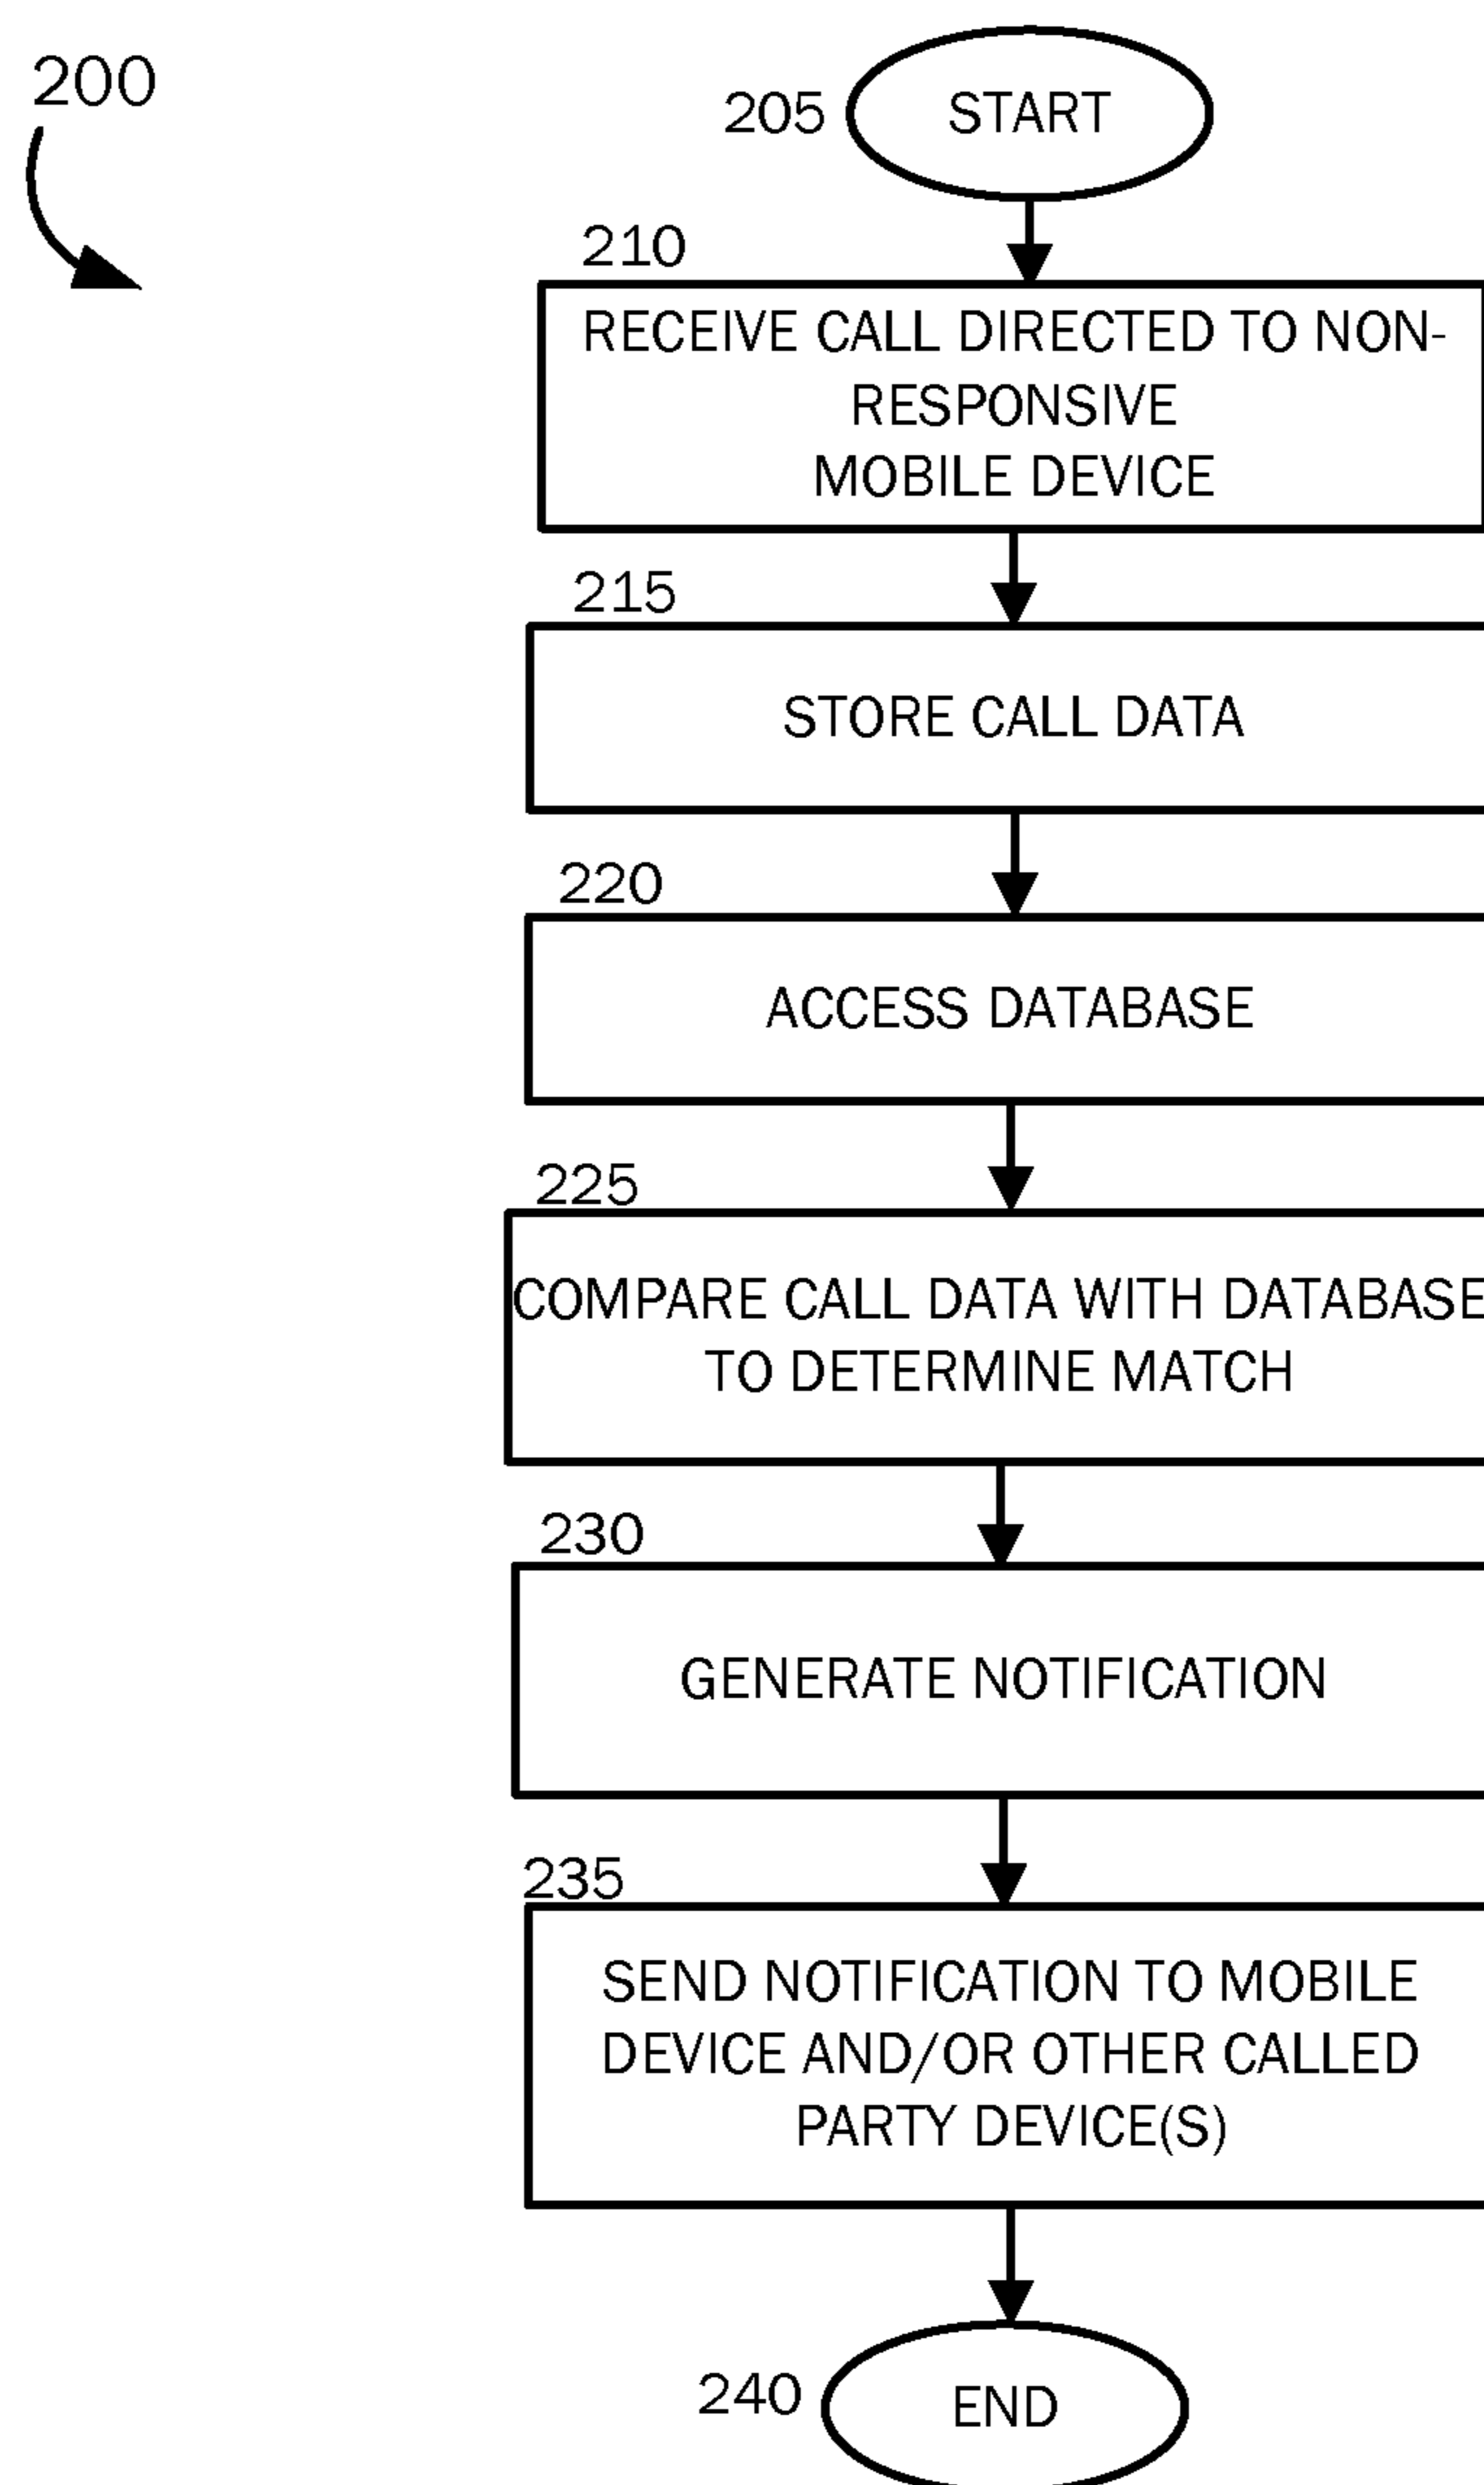 200
205
START
210
RECEIVE CALL DIRECTED TO NON-
RESPONSIVE
MOBILE DEVICE
215
STORE CALL DATA
220
ACCESS DATABASE
225
COMPARE CALL DATA WITH DATABASE
TO DETERMINE MATCH
230
GENERATE NOTIFICATION
235
SEND NOTIFICATION TO MOBILE
DEVICE AND/OR OTHER CALLED
PARTY DEVICE(S)
240
END